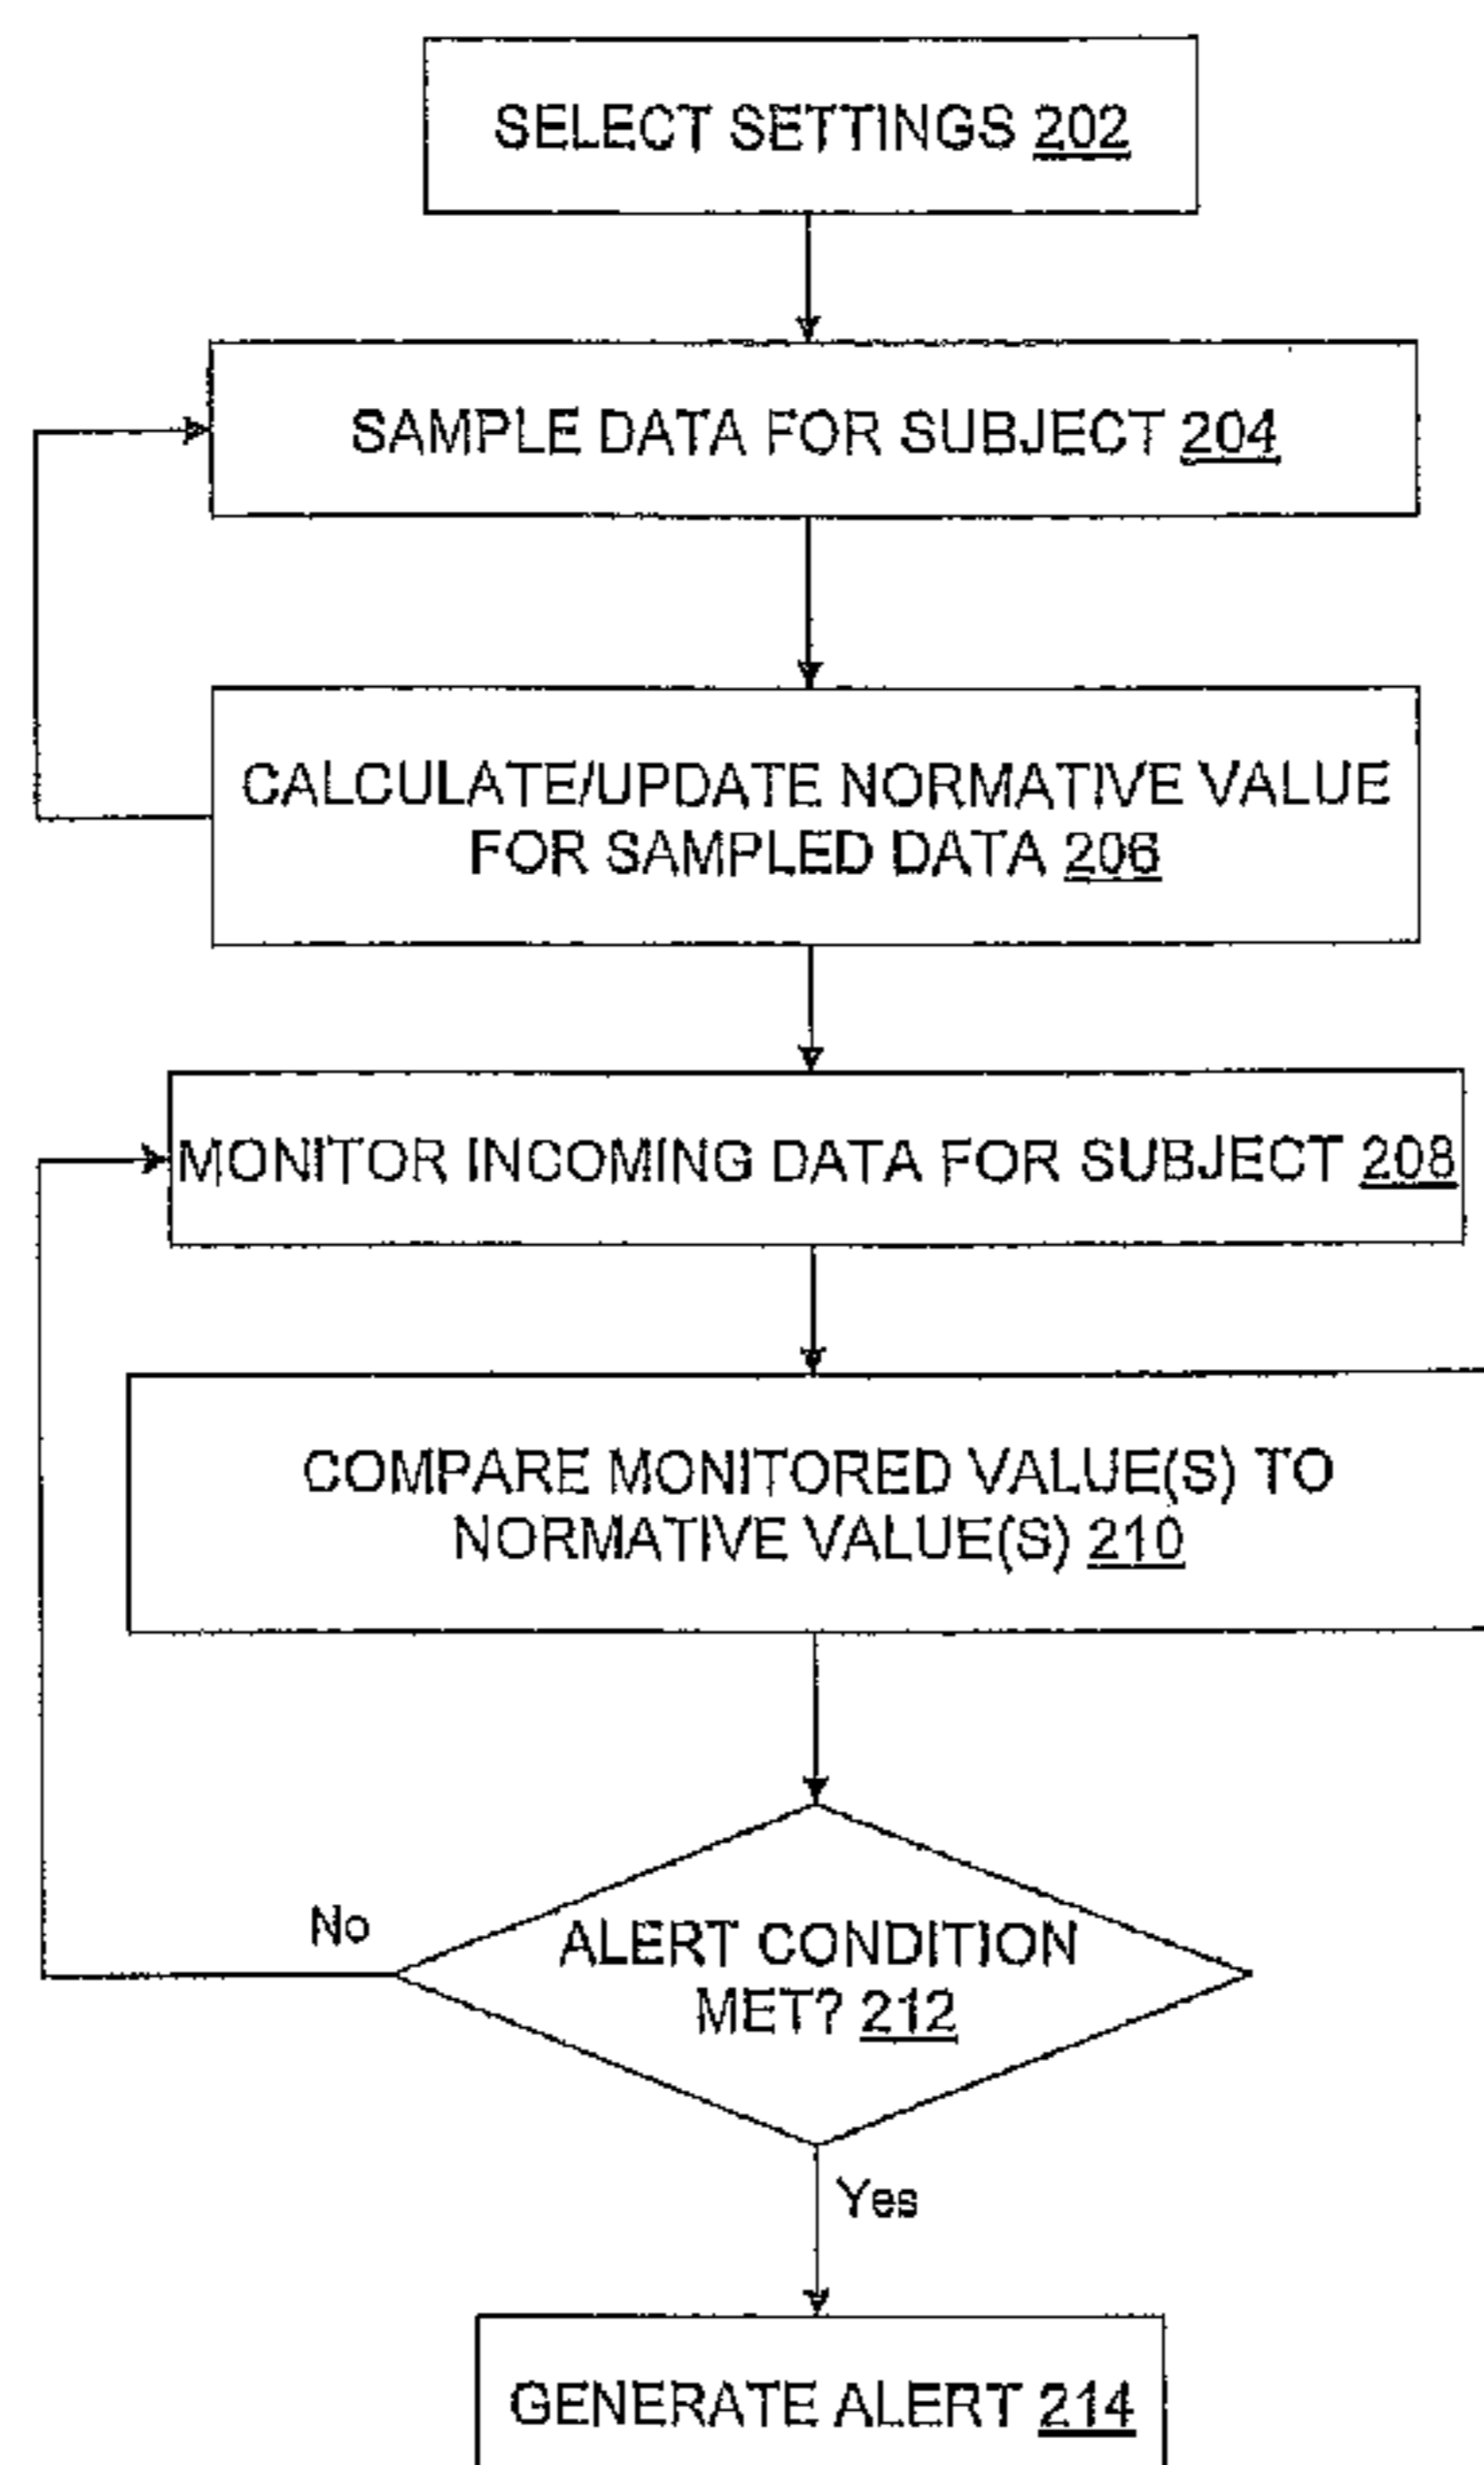 SELECT SETTINGS 202
SAMPLE DATA FOR SUBJECT 204
CALCULATE/UPDATE NORMATIVE VALUE
FOR SAMPLED DATA 206
MONITOR INCOMING DATA FOR SUBJECT 208
COMPARE MONITORED VALUE(S) TO
NORMATIVE VALUE(S) 210
No
ALERT CONDITION
MET? 212
Yes
GENERATE ALERT 214